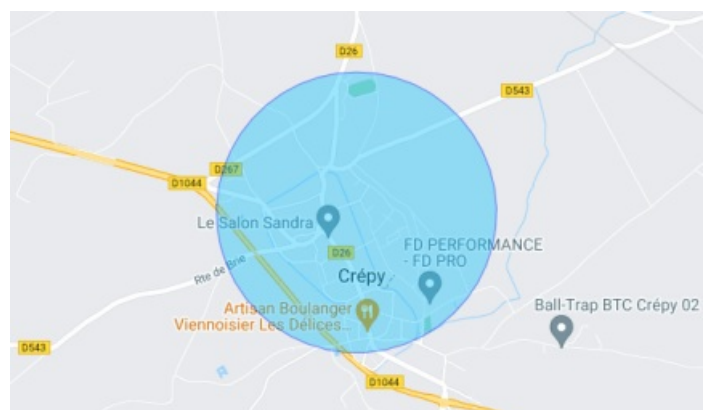 D26
D543
D267
D1044
Le Salon Sandra
D26
FD PERFORMANCE
- FD PRO
Rte de Brie
Crépy
Artisan Boulanger
Viennoisier Les Délices...
Ball-Trap BTC Crépy 02
D543
D1044